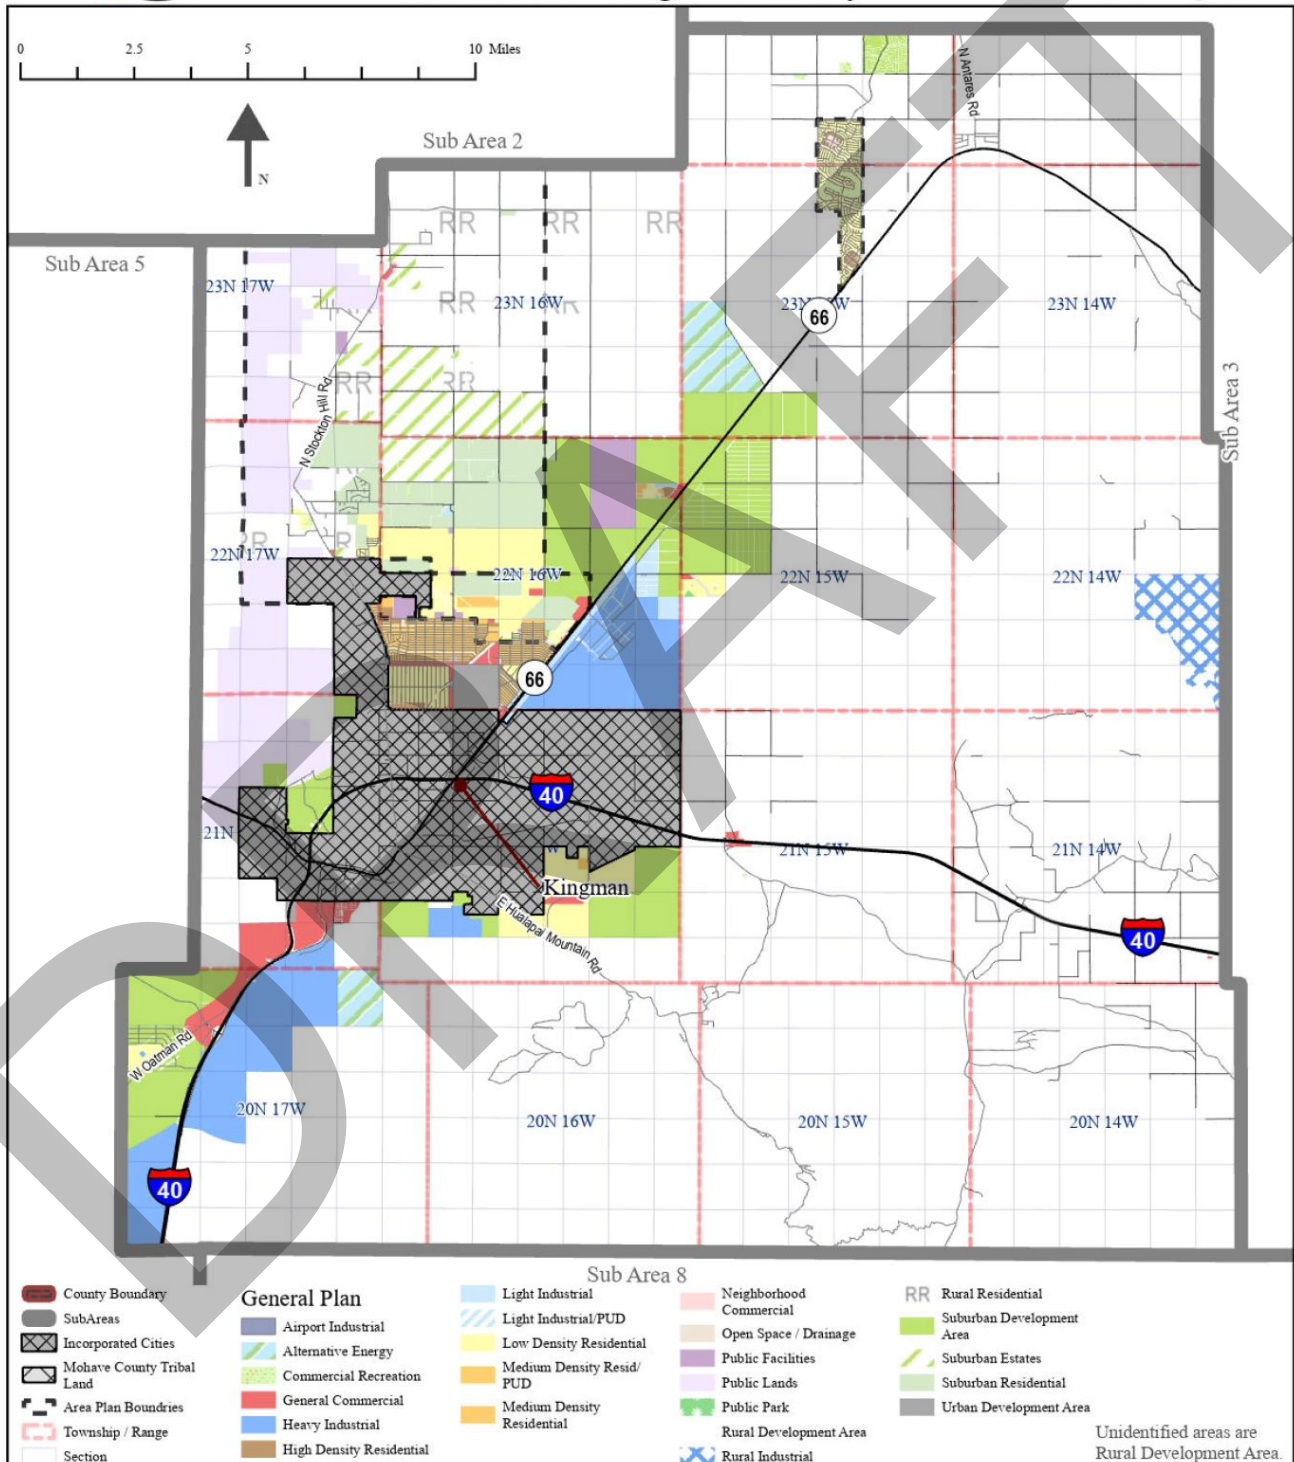 0 2.5 5 10 Miles
N
N Antares Rd
Sub Area 2
Sub Area 5
RR RR RR
23N 17W
RR 23N 16W
66
23N 14W
RR RR
N Stockton Hill Rd
Sub Area 3
22N 17W
22N 16W
22N 15W
22N 14W
66
40
21N
21N 15W
21N 14W
Kingman
E Hualapai Mountain Rd
40
W Oatman Rd
20N 17W
20N 16W
20N 15W
20N 14W
40
Sub Area 8
County Boundary
SubAreas
Incorporated Cities
Mohave County Tribal
Land
Area Plan Boundries
Township / Range
Section
General Plan
Airport Industrial
Alternative Energy
Commercial Recreation
General Commercial
Heavy Industrial
High Density Residential
Light Industrial
Light Industrial/PUD
Low Density Residential
Medium Density Resid/
PUD
Medium Density
Residential
Neighborhood
Commercial
Open Space / Drainage
Public Facilities
Public Lands
Public Park
Rural Development Area
Rural Industrial
RR Rural Residential
Suburban Development
Area
Suburban Estates
Suburban Residential
Urban Development Area
Unidentified areas are
Rural Development Area.
DRAFT